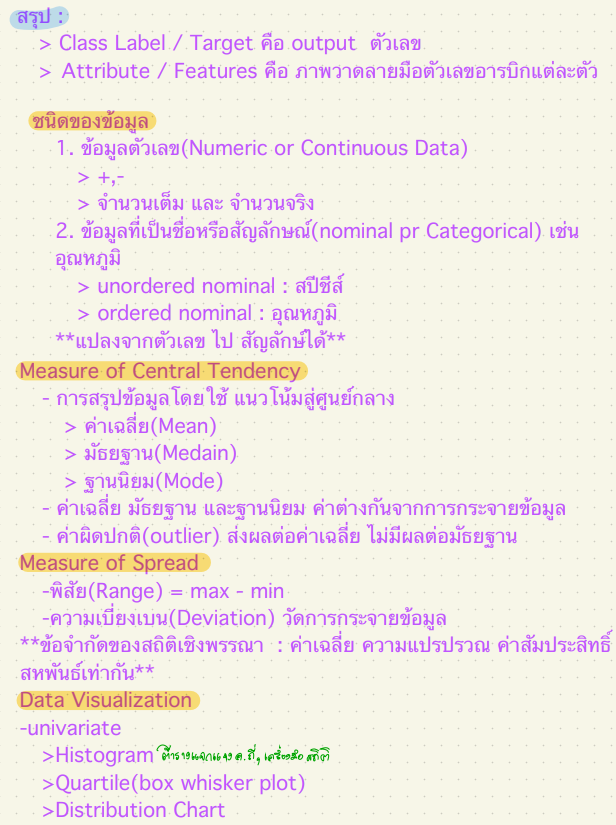 สรุป :
> Class Label / Target คือ output ตัวเลข
> Attribute / Features คือ ภาพวาดลายมือตัวเลขอารบิกแต่ละตัว
ชนิดของข้อมูล
1. ข้อมูลตัวเลข(Numeric or Continuous Data)
> +,-
> จำนวนเต็ม และ จำนวนจริง
2. ข้อมูลที่เป็นชื่อหรือสัญลักษณ์(nominal pr Categorical) เช่น
อุณหภูมิ
> unordered nominal : สปีชีส์
> ordered nominal : อุณหภูมิ
**แปลงจากตัวเลข ไป สัญลักษ์ได้**
Measure of Central Tendency
- การสรุปข้อมูลโดยใช้ แนวโน้มสู่ศูนย์กลาง
> ค่าเฉลี่ย(Mean)
> มัธยฐาน(Medain)
> ฐานนิยม(Mode)
- ค่าเฉลี่ย มัธยฐาน และฐานนิยม ค่าต่างกันจากการกระจายข้อมูล
- ค่าผิดปกติ(outlier) ส่งผลต่อค่าเฉลี่ย ไม่มีผลต่อมัธยฐาน
Measure of Spread
-พิสัย(Range) = max - min
-ความเบี่ยงเบน(Deviation) วัดการกระจายข้อมูล
**ข้อจำกัดของสถิติเชิงพรรณา : ค่าเฉลี่ย ความแปรปรวณ ค่าสัมประสิทธิ์
สหพันธ์เท่ากัน**
Data Visualization
-univariate
>Histogram ตารางแจกแจง
>Quartile(box whisker plot)
>Distribution Chart